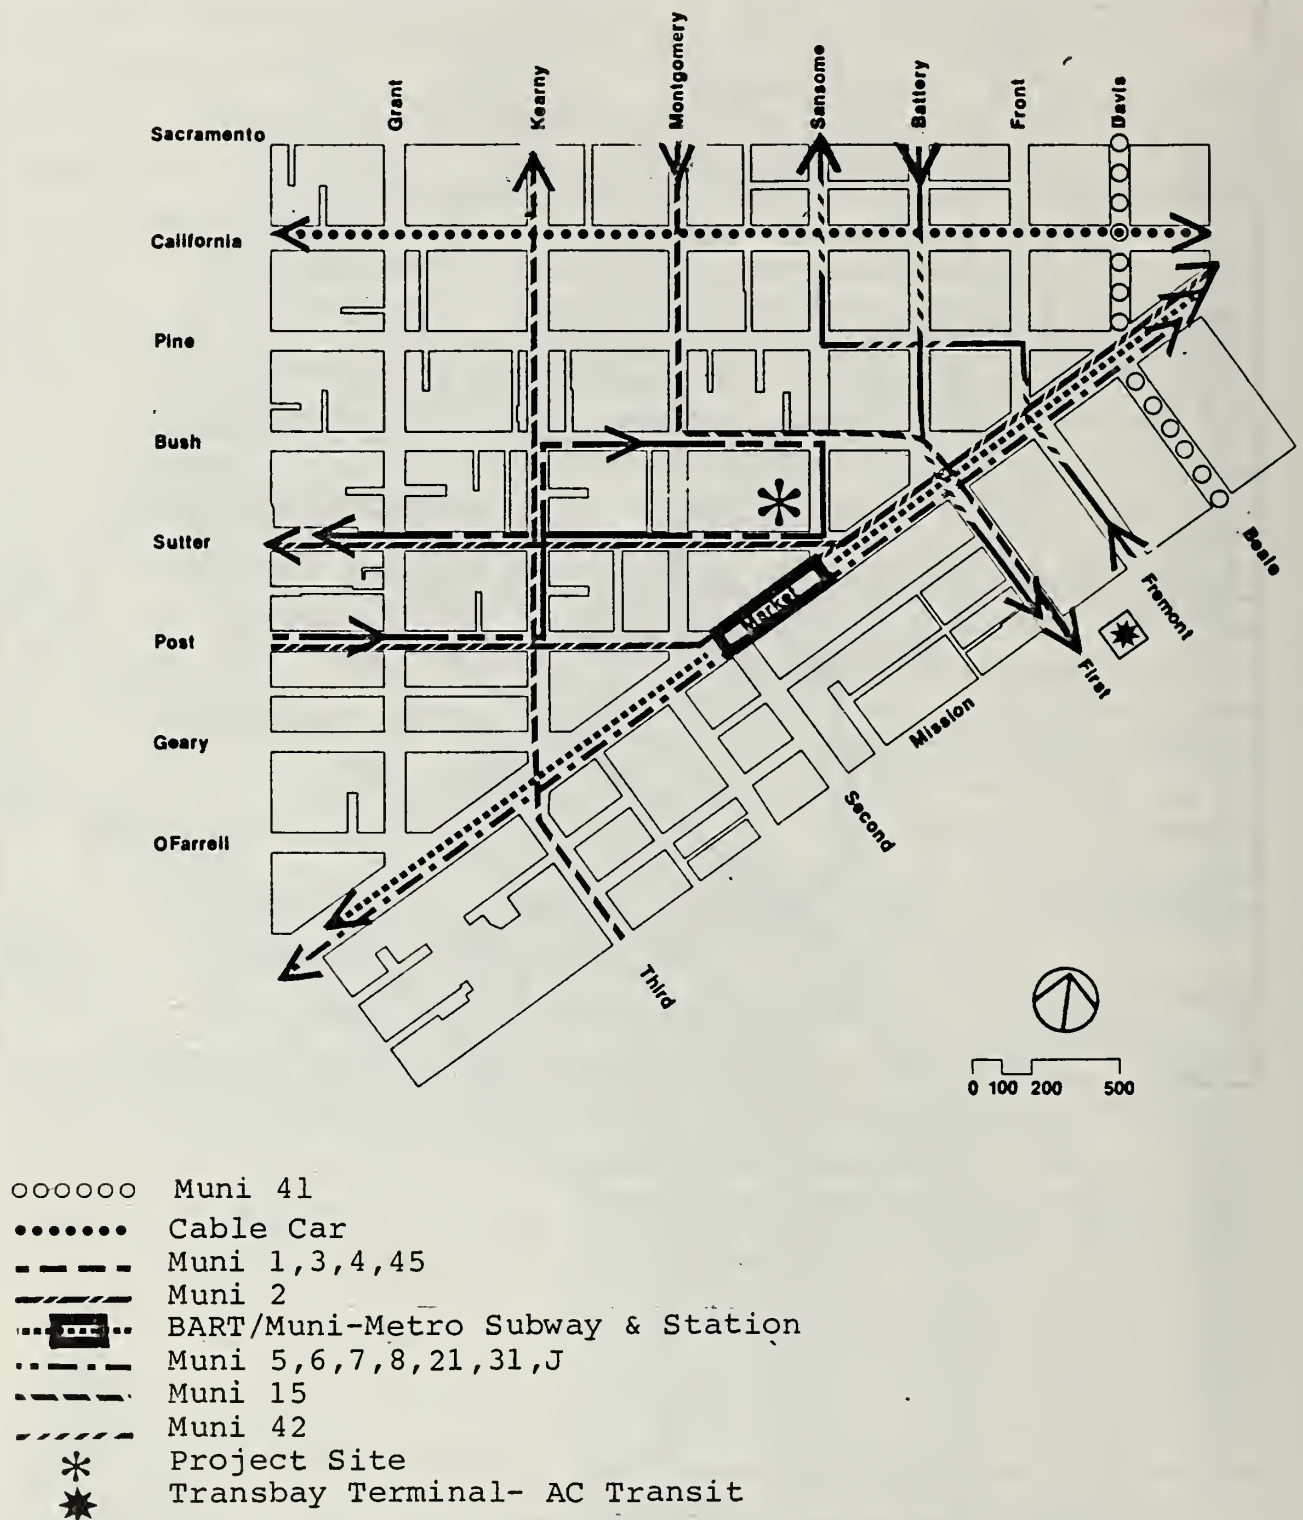 Grant
Kearny
Montgomery
Sansome
Battery
Front
Davis
Sacramento
California
Pine
Bush
Sutter
Post
Geary
OFarrell
Market
Beale
Fremont
First
Mission
Second
Third
0 100 200 500
Muni 41
Cable Car
Muni 1,3,4,45
Muni 2
BART/Muni-Metro Subway & Station
Muni 5,6,7,8,21,31,J
Muni 15
Muni 42
Project Site
Transbay Terminal- AC Transit